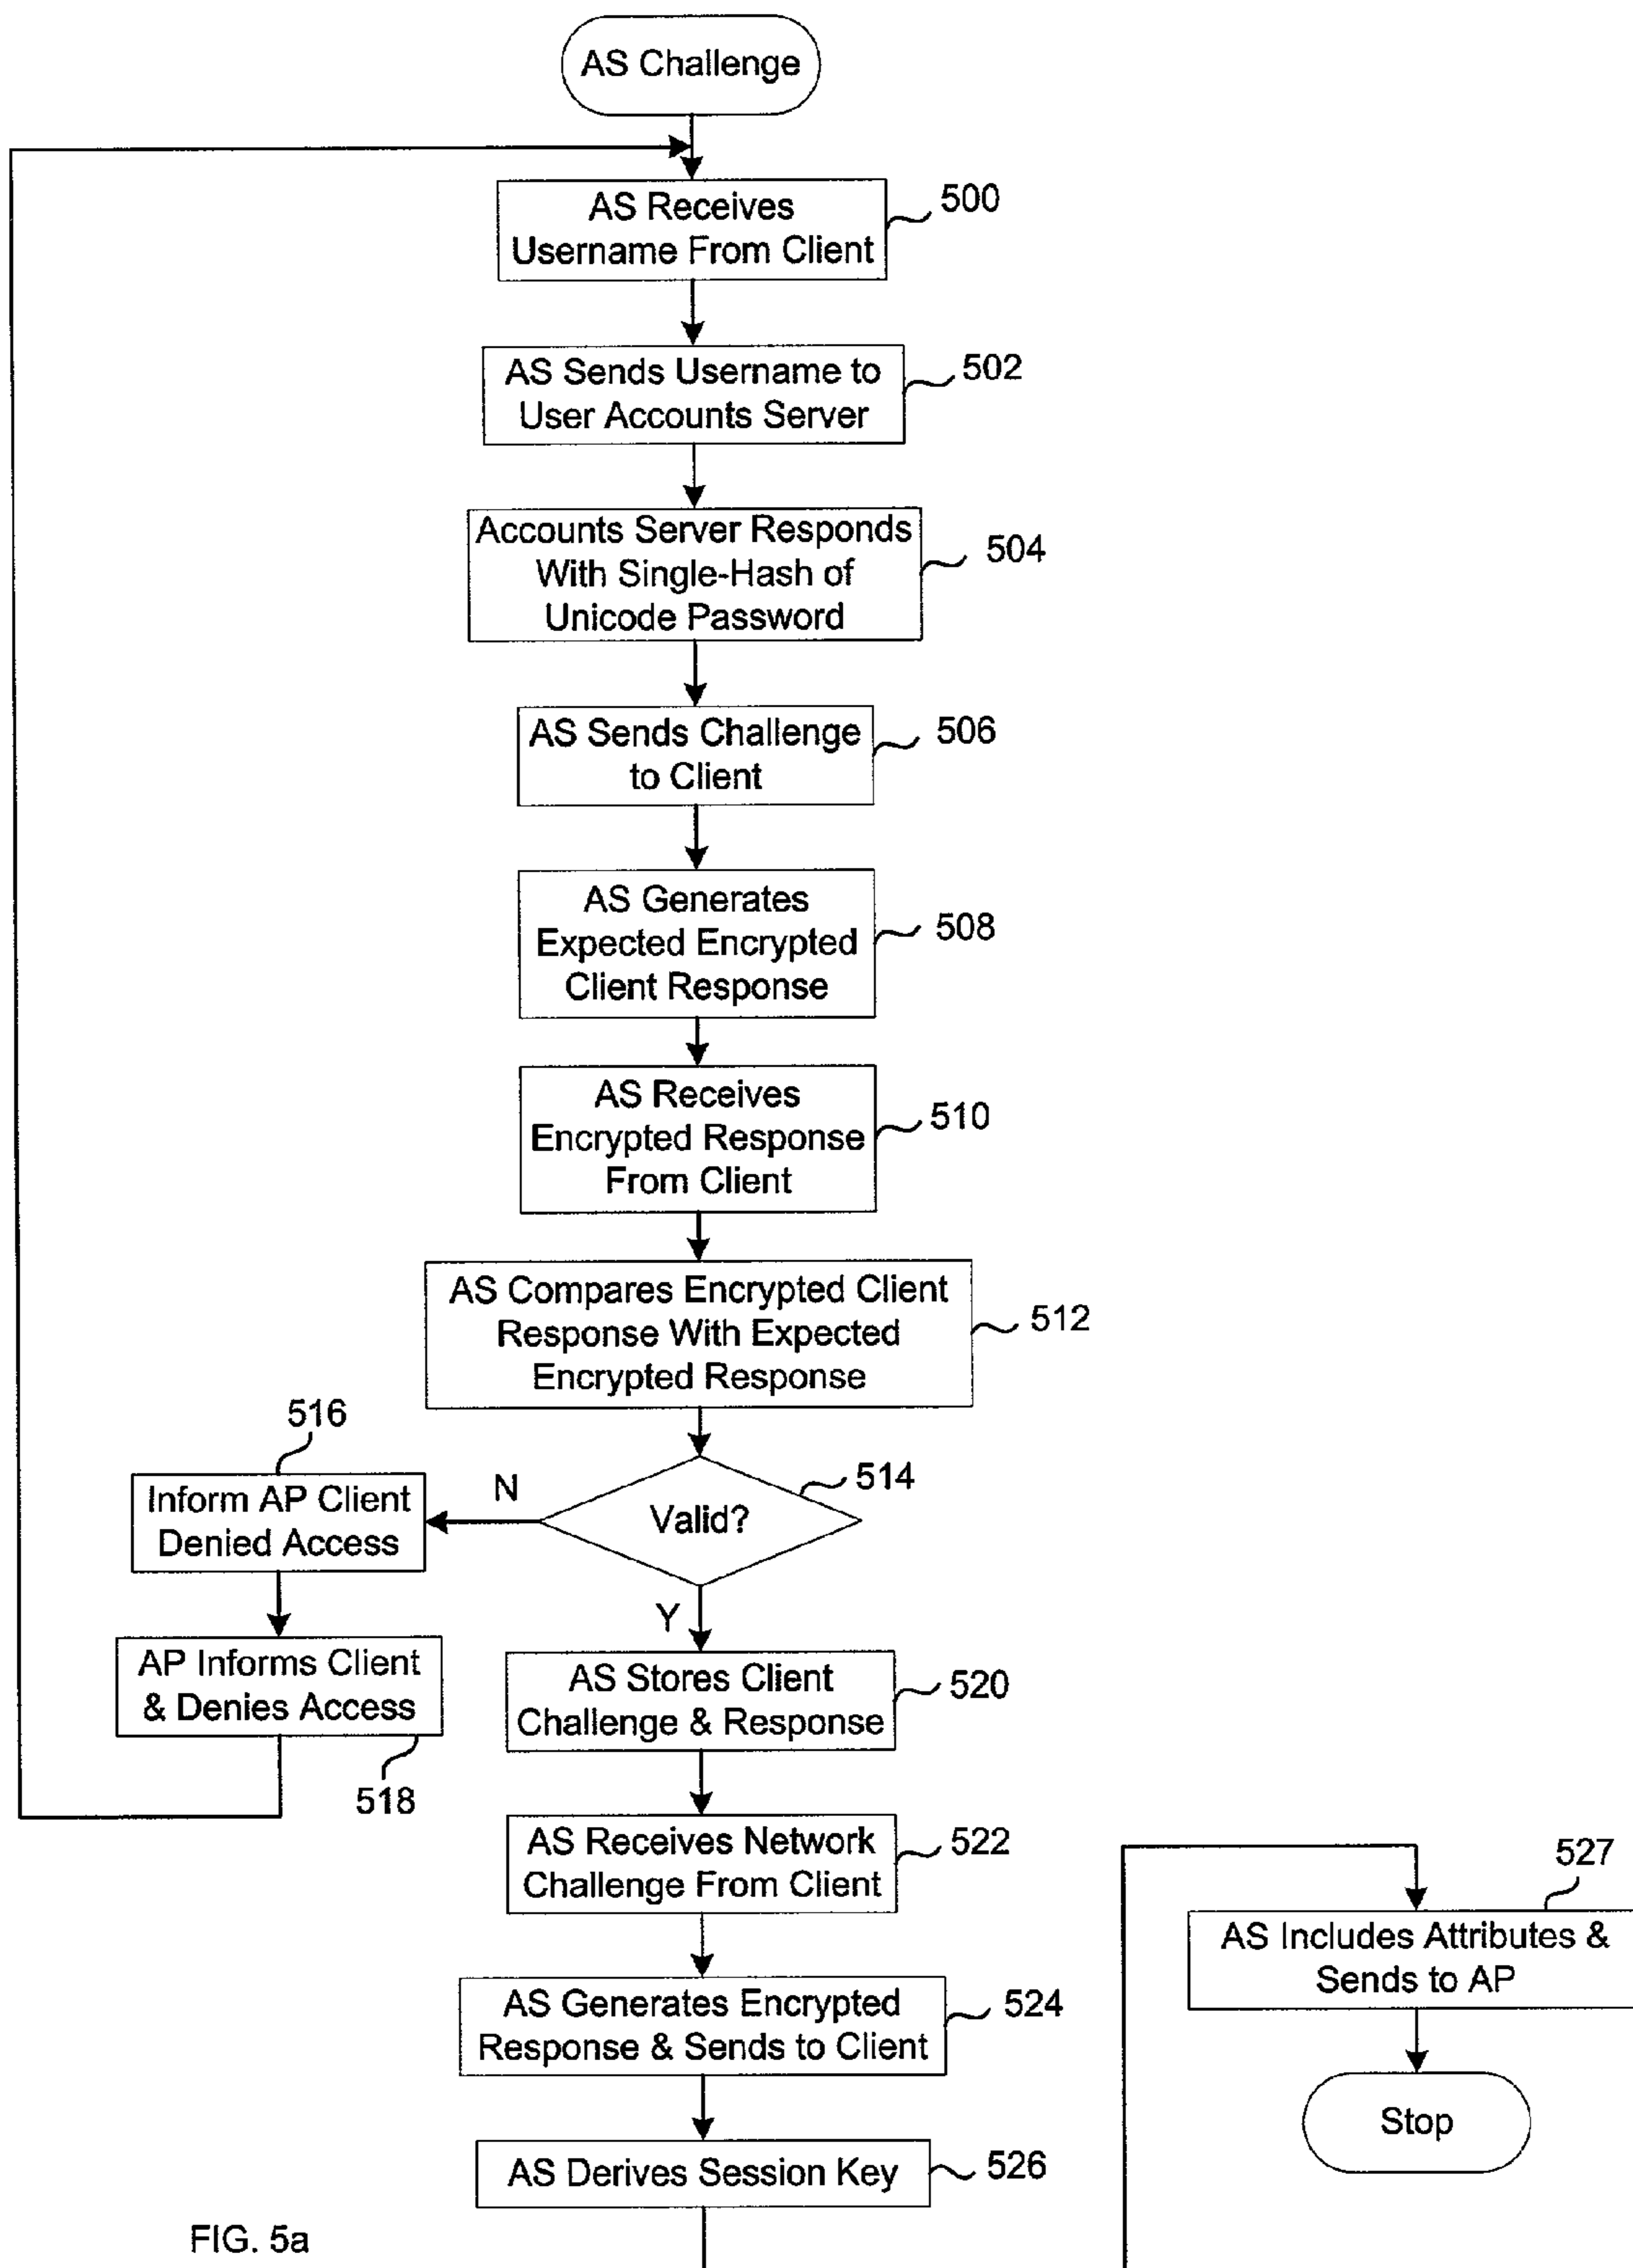 AS Challenge
AS Receives
Username From Client
500
AS Sends Username to
User Accounts Server
502
Accounts Server Responds
With Single-Hash of
Unicode Password
504
AS Sends Challenge
to Client
506
AS Generates
Expected Encrypted
Client Response
508
AS Receives
Encrypted Response
From Client
510
AS Compares Encrypted Client
Response With Expected
Encrypted Response
512
Valid?
514
N
516
Inform AP Client
Denied Access
AP Informs Client
& Denies Access
518
Y
AS Stores Client
Challenge & Response
520
AS Receives Network
Challenge From Client
522
AS Generates Encrypted
Response & Sends to Client
524
AS Derives Session Key
526
527
AS Includes Attributes &
Sends to AP
Stop
FIG. 5a